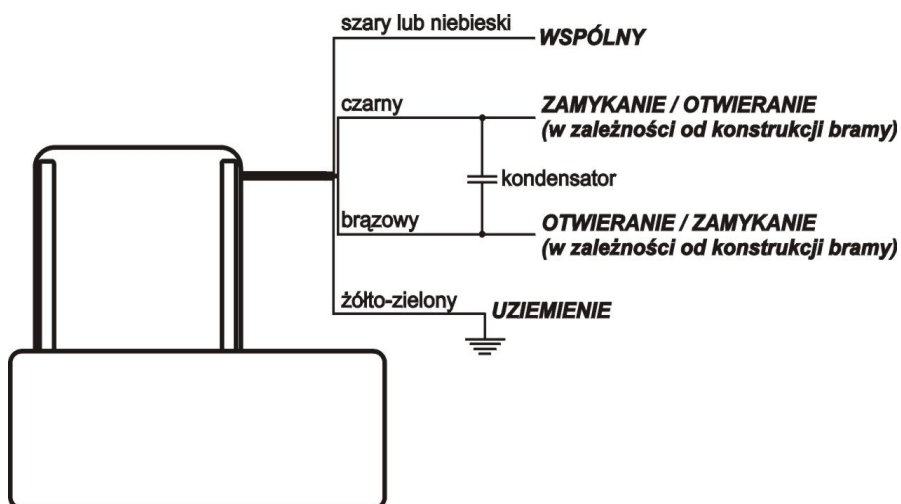 szary lub niebieski
WSPÓLNY
czarny
ZAMYKANIE / OTWIERANIE
(w zależności od konstrukcji bramy)
kondensator
brązowy
OTWIERANIE / ZAMYKANIE
(w zależności od konstrukcji bramy)
żółto-zielony
UZIEMIENIE